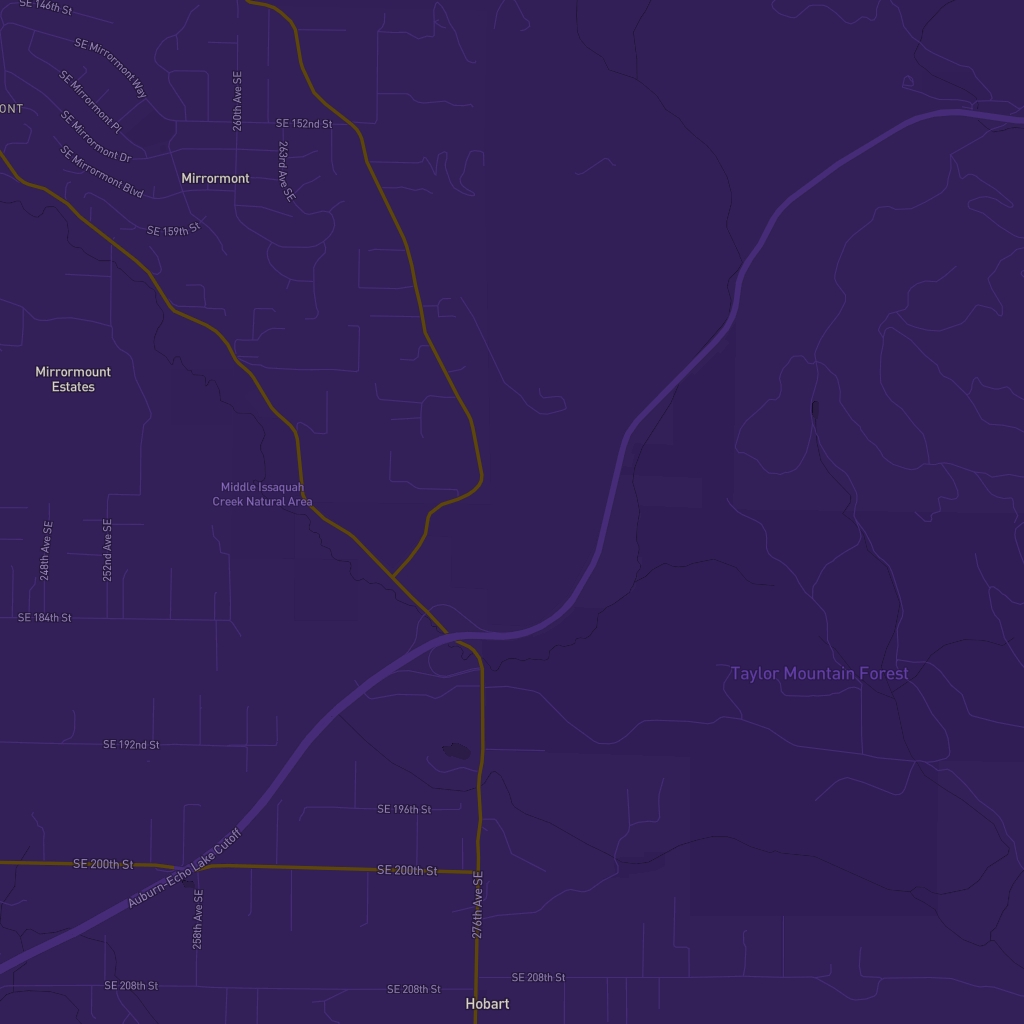 SE 146th St
SE Mirrormont Way
SE Mirrormont Pl
260th Ave SE
ONT
SE 152nd St
SE Mirrormont Dr
SE Mirrormont Blvd
263rd Ave SE
Mirrormont
SE 159th St
Mirrormount
Estates
Middle Issaquah
Creek Natural Area
248th Ave SE
252nd Ave SE
SE 184th St
Taylor Mountain Forest
SE 192nd St
SE 196th St
Auburn-Echo Lake Cutoff
SE 200th St
SE 200th St
258th Ave SE
276th Ave SE
SE 208th St
SE 208th St
SE 208th St
Hobart